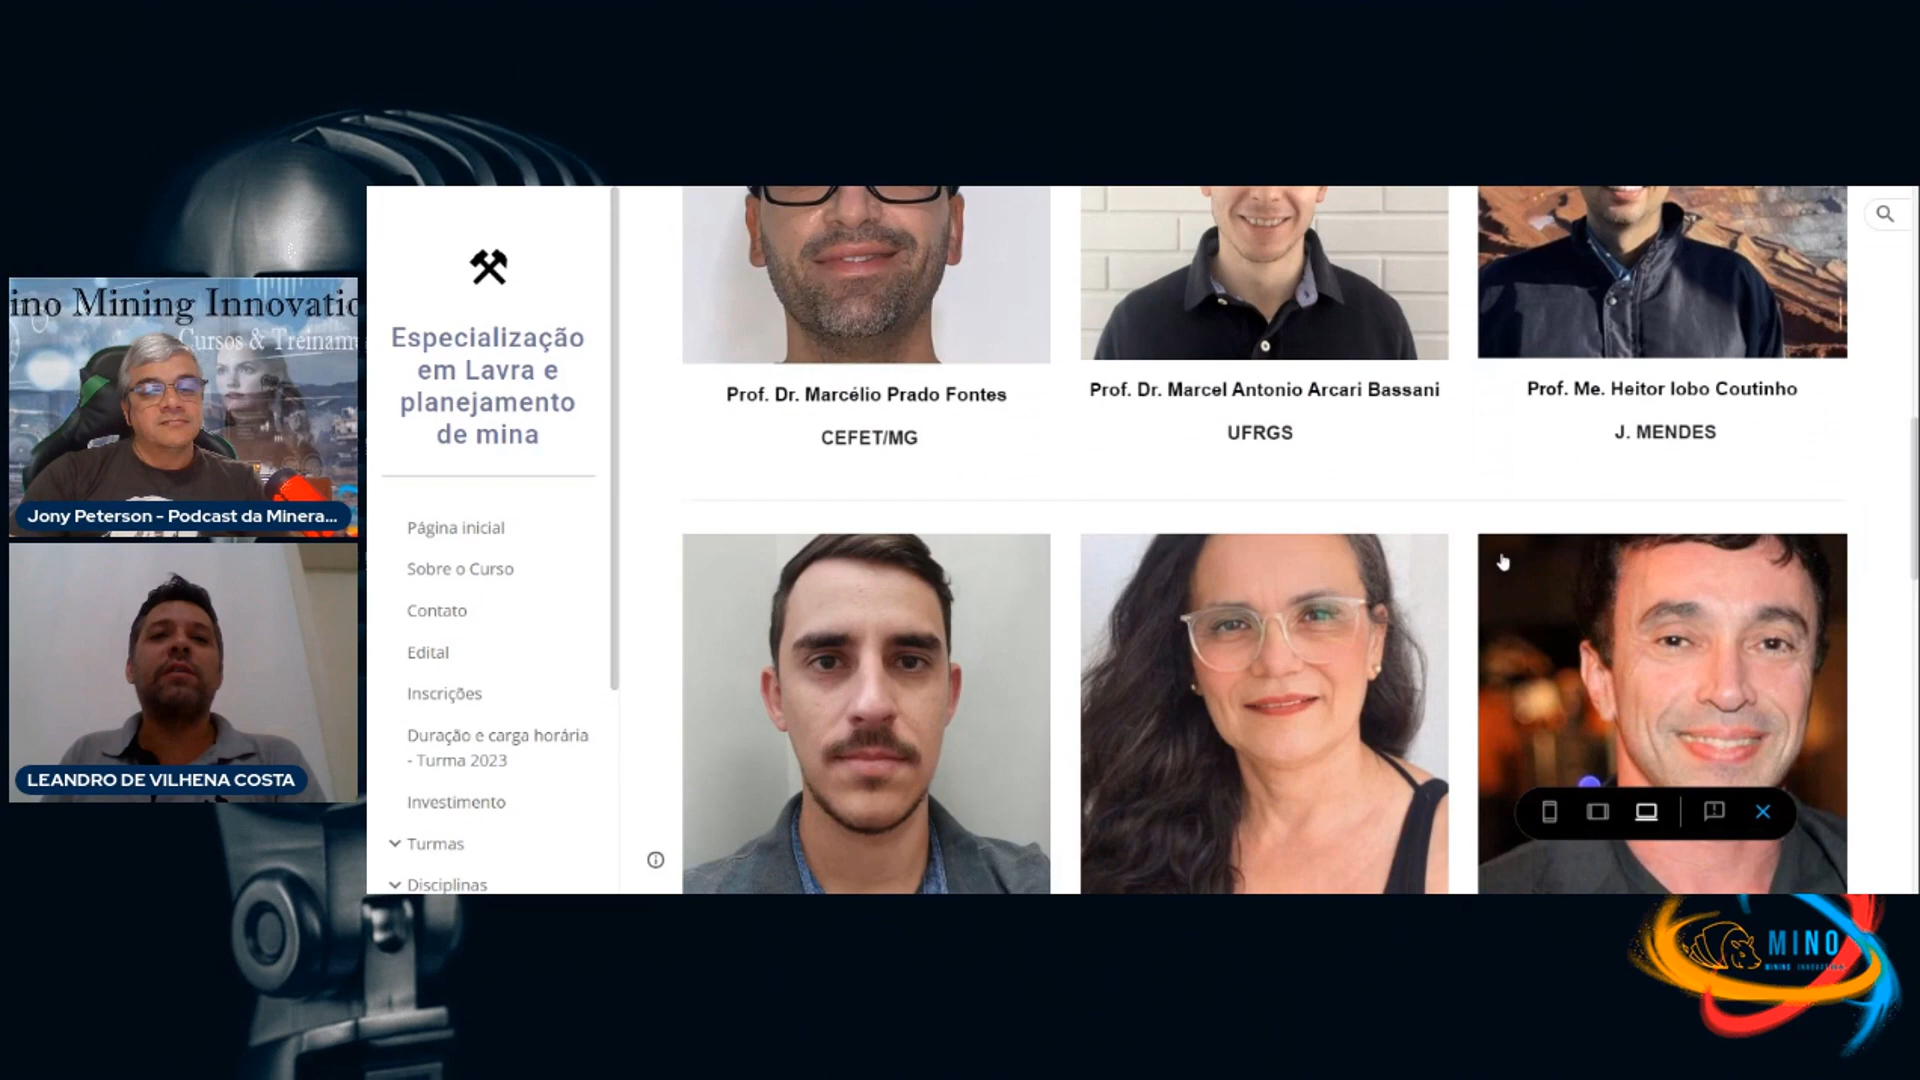 ino Mining Innovatio
Cursos & Treinam
Jony Peterson - Podcast da Minera...
LEANDRO DE VILHENA COSTA
Especialização
em Lavra e
planejamento
de mina
Página inicial
Sobre o Curso
Contato
Edital
Inscrições
Duração e carga horária
- Turma 2023
Investimento
Turmas
Disciplinas
Prof. Dr. Marcélio Prado Fontes
CEFET/MG
Prof. Dr. Marcel Antonio Arcari Bassani
UFRGS
Prof. Me. Heitor lobo Coutinho
J. MENDES
MINO
MINING INNOVATION